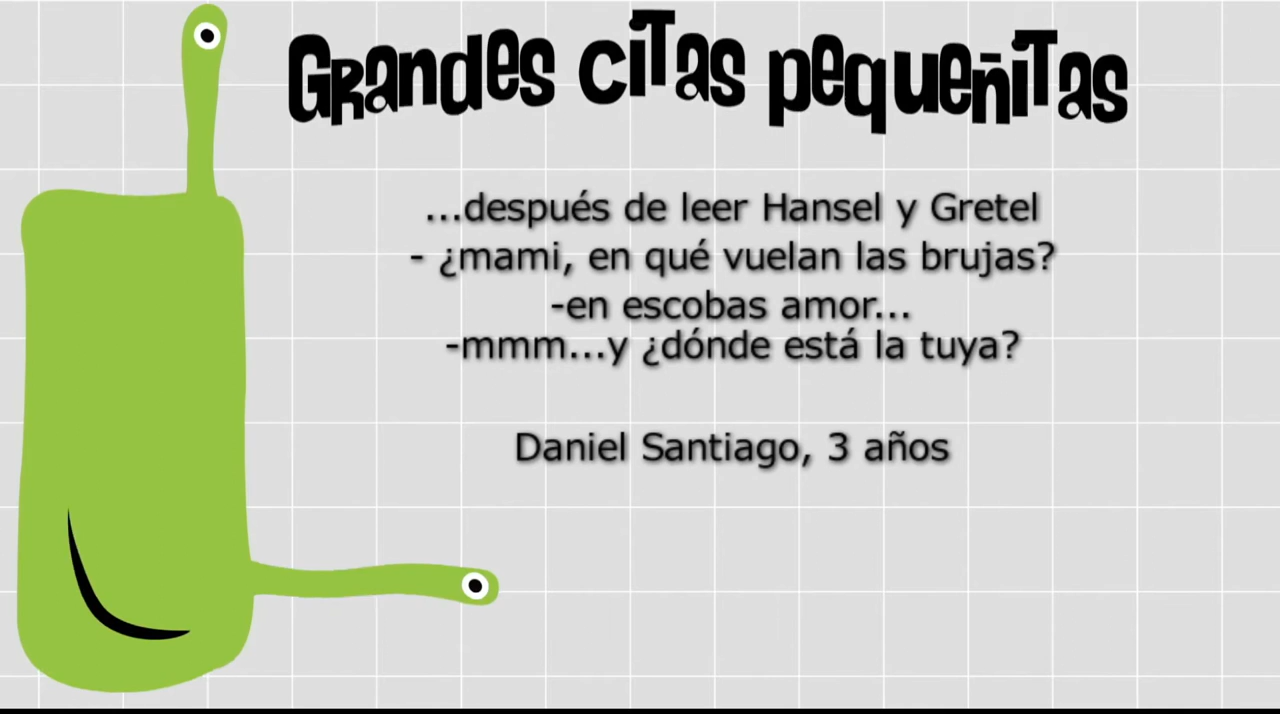 Grandes citas pequeñitas
...después de leer Hansel y Gretel
- ¿mami, en qué vuelan las brujas?
-en escobas amor...
-mmm...y ¿dónde está la tuya?
Daniel Santiago, 3 años